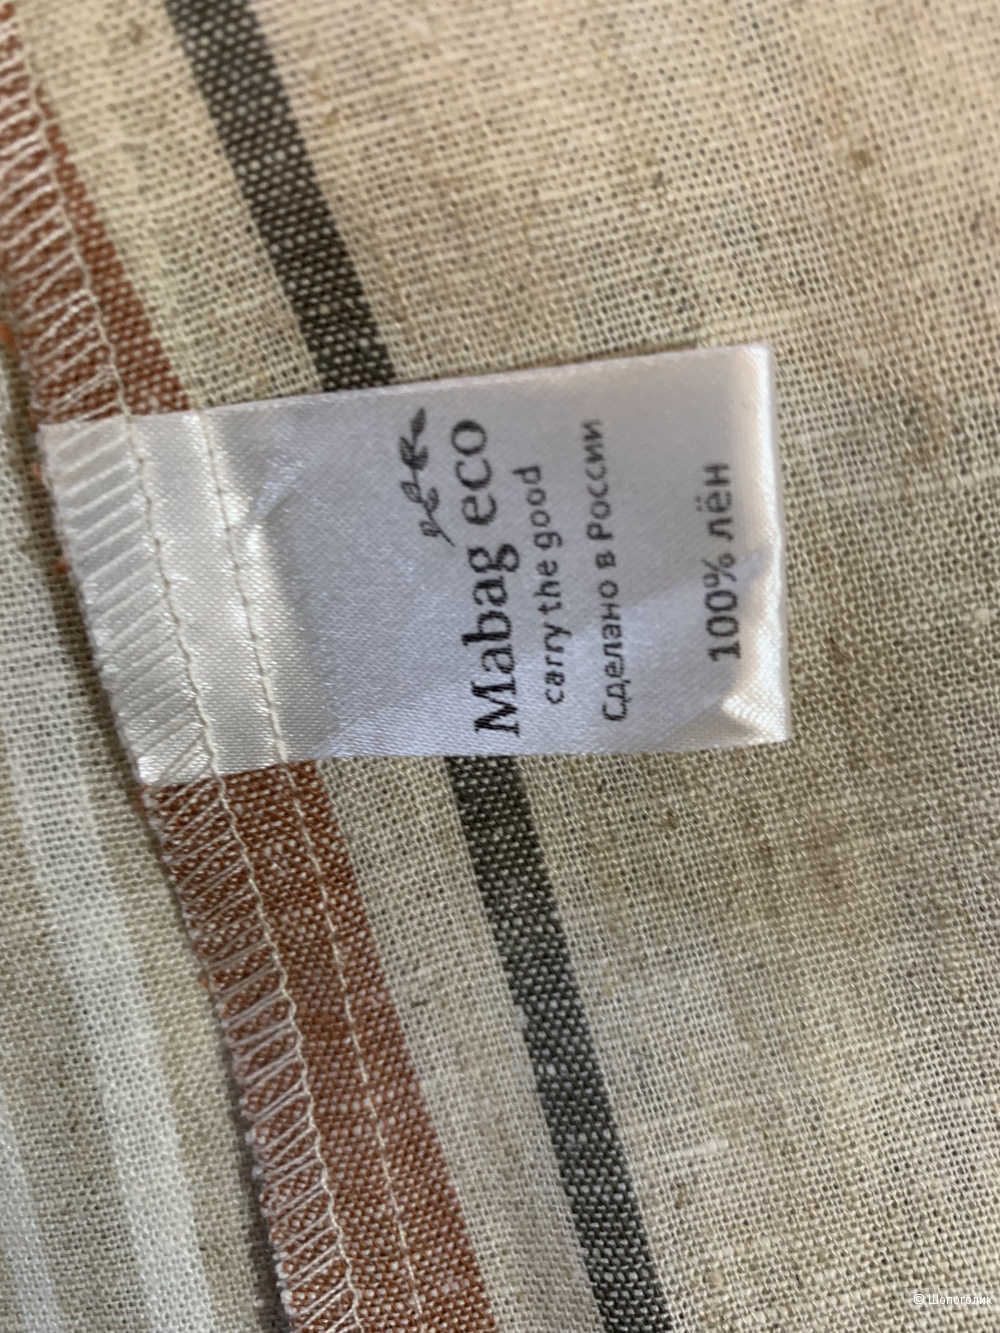 Mabag eco
carry the good
Сделано в России
100% лён
© Шопоголик